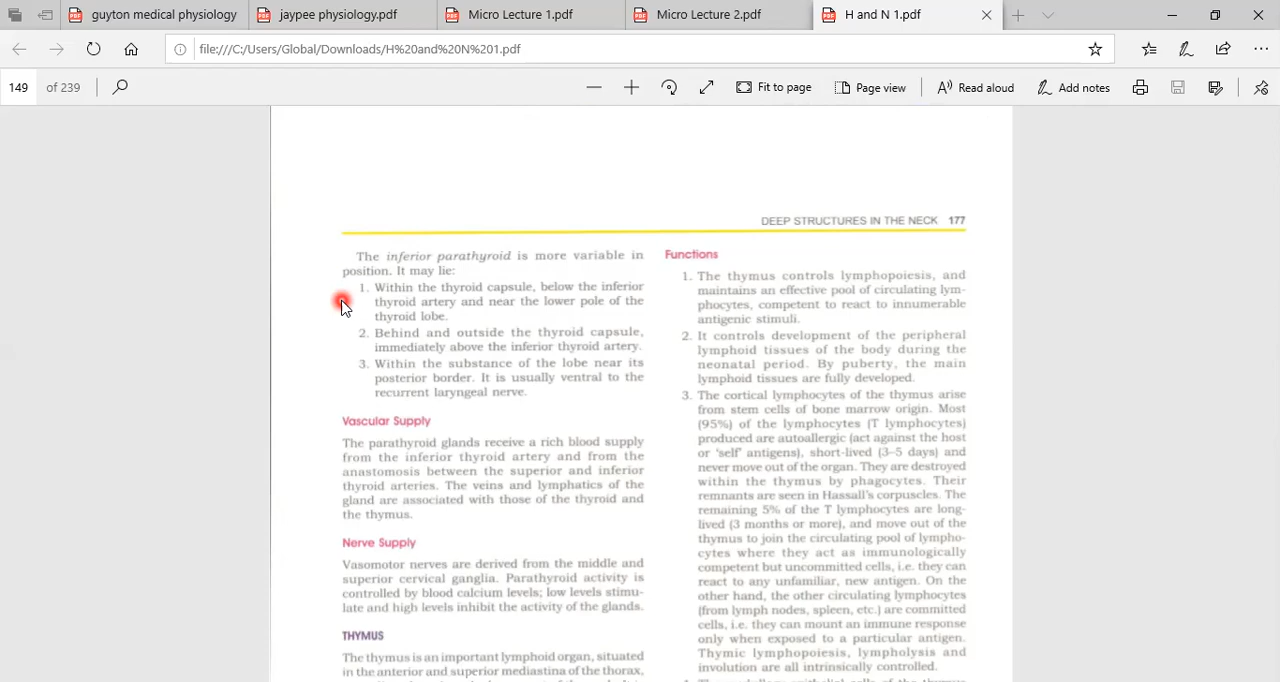 guyton medical physiology
jaypee physiology.pdf
Micro Lecture 1.pdf
Micro Lecture 2.pdf
H and N 1.pdf
file:///C:/Users/Global/Downloads/H%20and%20N%201.pdf
149 of 239
Fit to page
Page view
Read aloud
Add notes
DEEP STRUCTURES IN THE NECK 177
The inferior parathyroid is more variable in
position. It may lie:
1. Within the thyroid capsule, below the inferior
thyroid artery and near the lower pole of the
thyroid lobe.
2. Behind and outside the thyroid capsule,
immediately above the inferior thyroid artery.
3. Within the substance of the lobe near its
posterior border. It is usually ventral to the
recurrent laryngeal nerve.
Vascular Supply
The parathyroid glands receive a rich blood supply
from the inferior thyroid artery and from the
anastomosis between the superior and inferior
thyroid arteries. The veins and lymphatics of the
gland are associated with those of the thyroid and
the thymus.
Nerve Supply
Vasomotor nerves are derived from the middle and
superior cervical ganglia. Parathyroid activity is
controlled by blood calcium levels; low levels stimu-
late and high levels inhibit the activity of the glands.
THYMUS
The thymus is an important lymphoid organ, situated
in the anterior and superior mediastina of the thorax,
Functions
1. The thymus controls lymphopoiesis, and
maintains an effective pool of circulating lym-
phocytes, competent to react to innumerable
antigenic stimuli.
2. It controls development of the peripheral
lymphoid tissues of the body during the
neonatal period. By puberty, the main
lymphoid tissues are fully developed.
3. The cortical lymphocytes of the thymus arise
from stem cells of bone marrow origin. Most
(95%) of the lymphocytes (T lymphocytes)
produced are autoallergic (act against the host
or 'self' antigens), short-lived (3–5 days) and
never move out of the organ. They are destroyed
within the thymus by phagocytes. Their
remnants are seen in Hassall's corpuscles. The
remaining 5% of the T lymphocytes are long-
lived (3 months or more), and move out of the
thymus to join the circulating pool of lympho-
cytes where they act as immunologically
competent but uncommitted cells, i.e. they can
react to any unfamiliar, new antigen. On the
other hand, the other circulating lymphocytes
(from lymph nodes, spleen, etc.) are committed
cells, i.e. they can mount an immune response
only when exposed to a particular antigen.
Thymic lymphopoiesis, lympholysis and
involution are all intrinsically controlled.